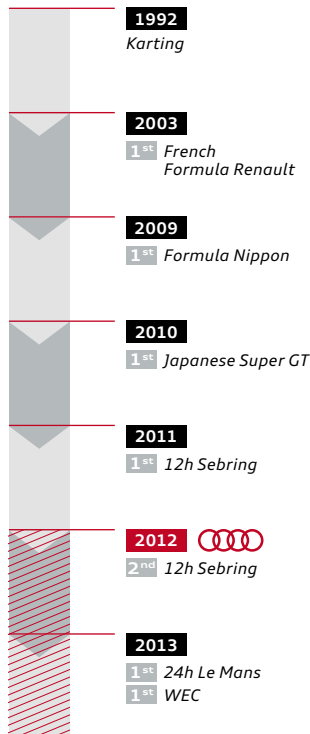 1992
Karting
2003
1st French
Formula Renault
2009
1st Formula Nippon
2010
1st Japanese Super GT
2011
1st 12h Sebring
2012
2nd 12h Sebring
2013
1st 24h Le Mans
1st WEC